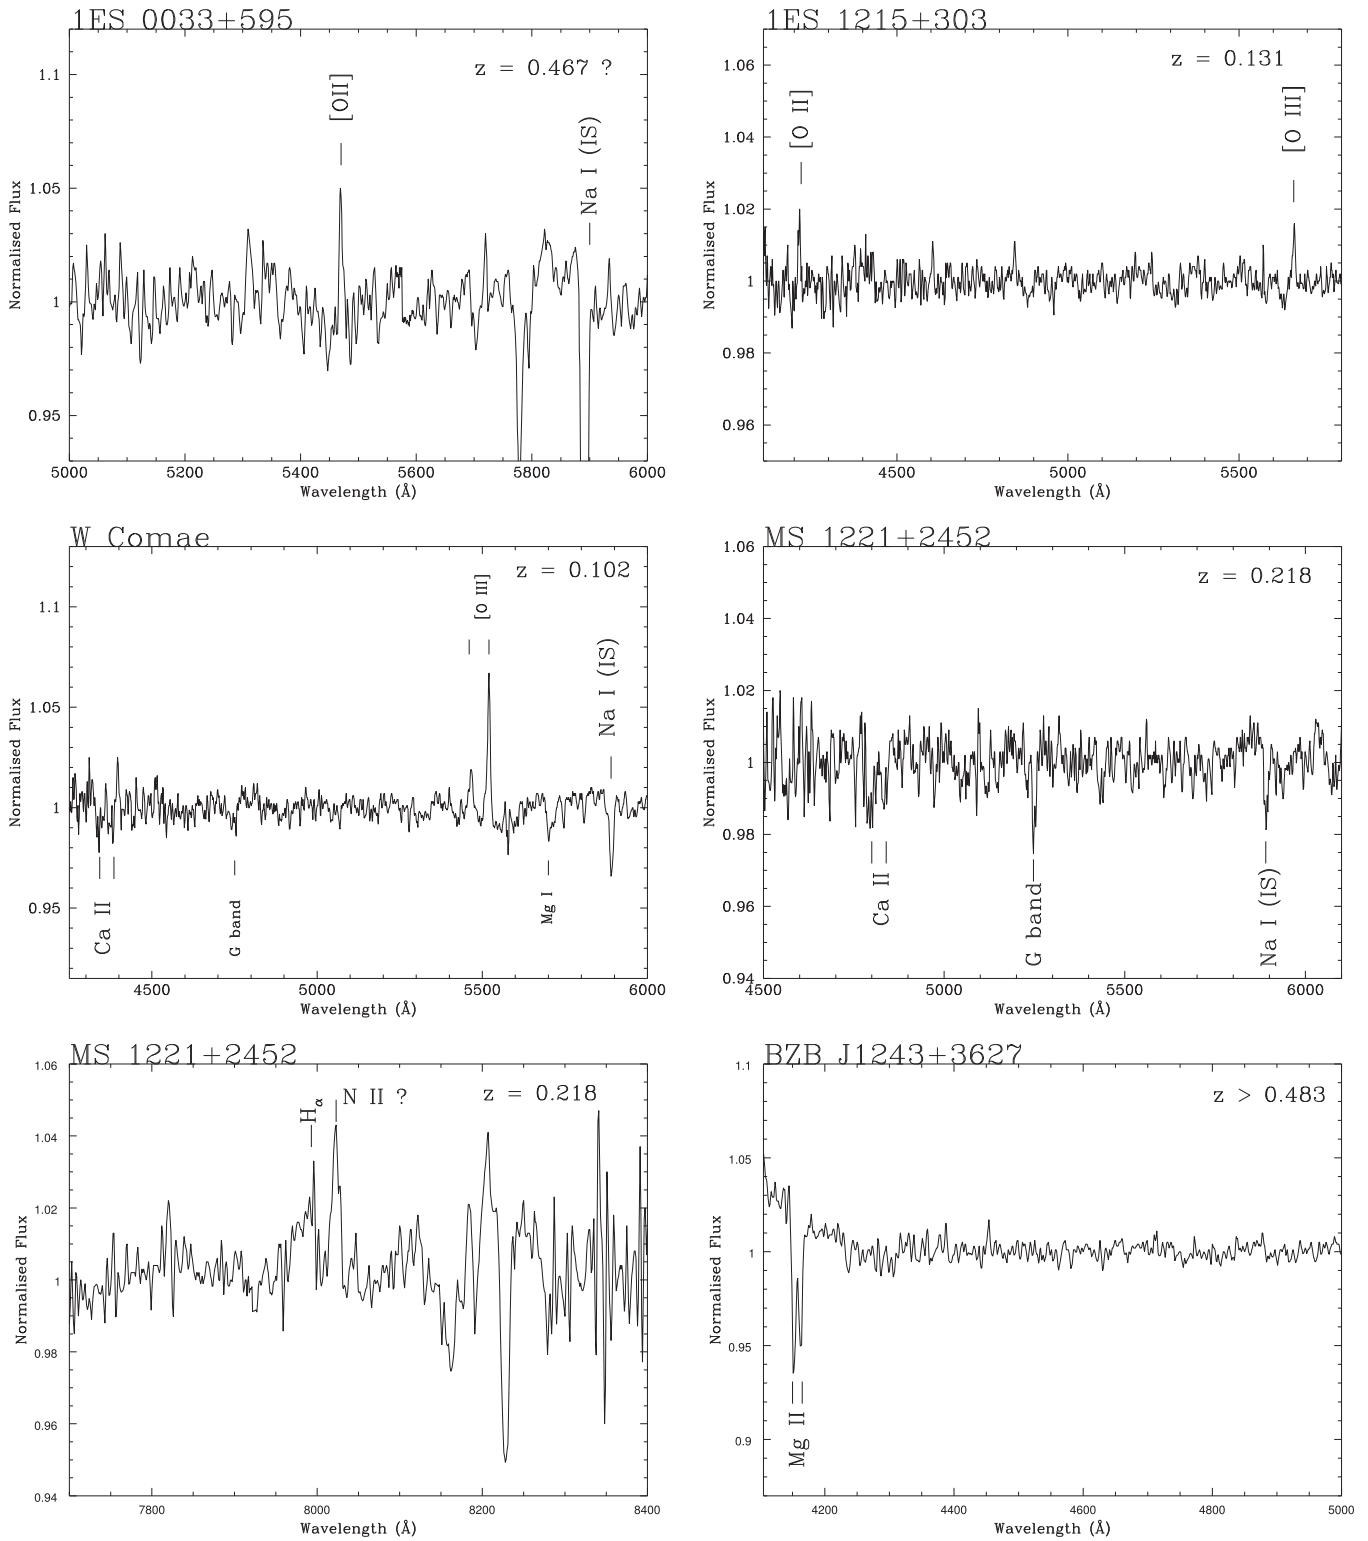 1ES 0033+595
z = 0.467 ?
[OII]
Na I (IS)
1.1
1.05
1
0.95
Normalised Flux
5000 5200 5400 5600 5800 6000
Wavelength (Å)
1ES 1215+303
z = 0.131
[O II]
[O III]
1.06
1.04
1.02
1
0.98
0.96
Normalised Flux
4500 5000 5500
Wavelength (Å)
W Comae
z = 0.102
[O III]
Na I (IS)
Ca II
G band
Mg I
1.1
1.05
1
0.95
Normalised Flux
4500 5000 5500 6000
Wavelength (Å)
MS 1221+2452
z = 0.218
Ca II
G band
Na I (IS)
1.06
1.04
1.02
1
0.98
0.96
0.94
Normalised Flux
4500 5000 5500 6000
Wavelength (Å)
MS 1221+2452
Hα
N II ?
z = 0.218
1.06
1.04
1.02
1
0.98
0.96
0.94
Normalised Flux
7800 8000 8200 8400
Wavelength (Å)
BZB J1243+3627
z > 0.483
Mg II
1.1
1.05
1
0.95
0.9
Normalised Flux
4200 4400 4600 4800 5000
Wavelength (Å)